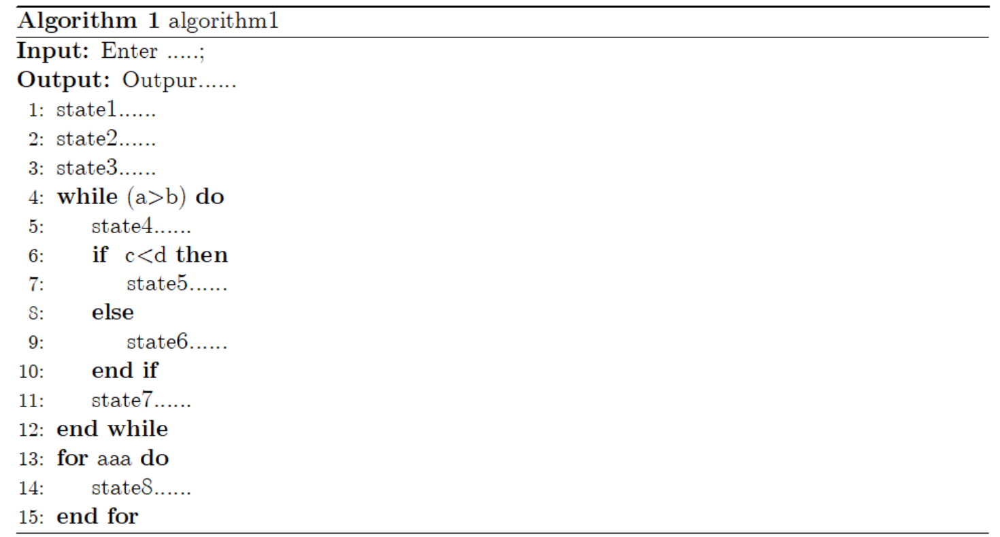 Algorithm 1 algorithm1
Input: Enter .....;
Output: Outpur......
1: state1......
2: state2......
3: state3......
4: while (a>b) do
5: state4......
6: if c<d then
7: state5......
8: else
9: state6......
10: end if
11: state7......
12: end while
13: for aaa do
14: state8......
15: end for